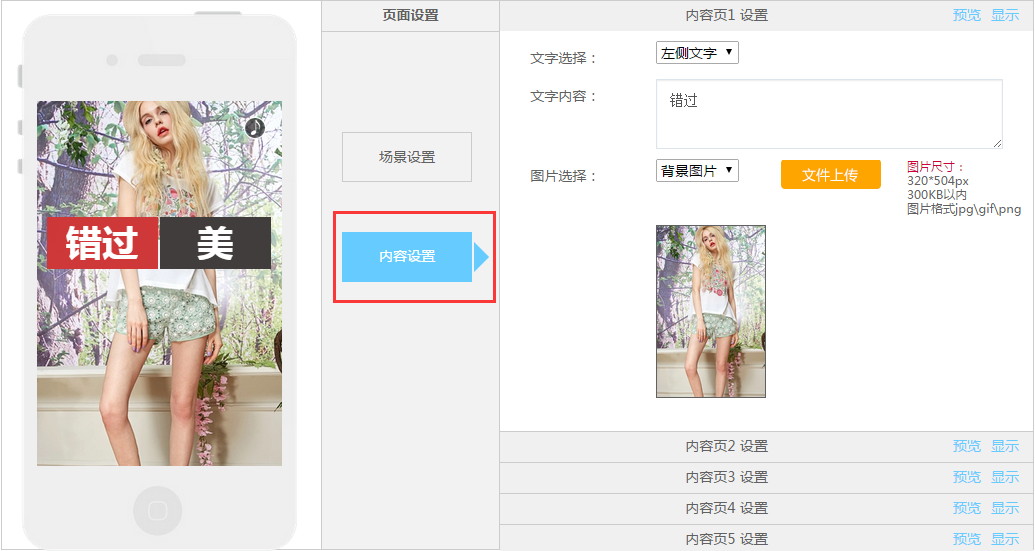 错过 美
页面设置
场景设置
内容设置
内容页1 设置 预览 显示
文字选择： 左侧文字
文字内容： 错过
图片选择： 背景图片 文件上传
图片尺寸：
320*504px
300KB以内
图片格式jpg\gif\png
内容页2 设置 预览 显示
内容页3 设置 预览 显示
内容页4 设置 预览 显示
内容页5 设置 预览 显示